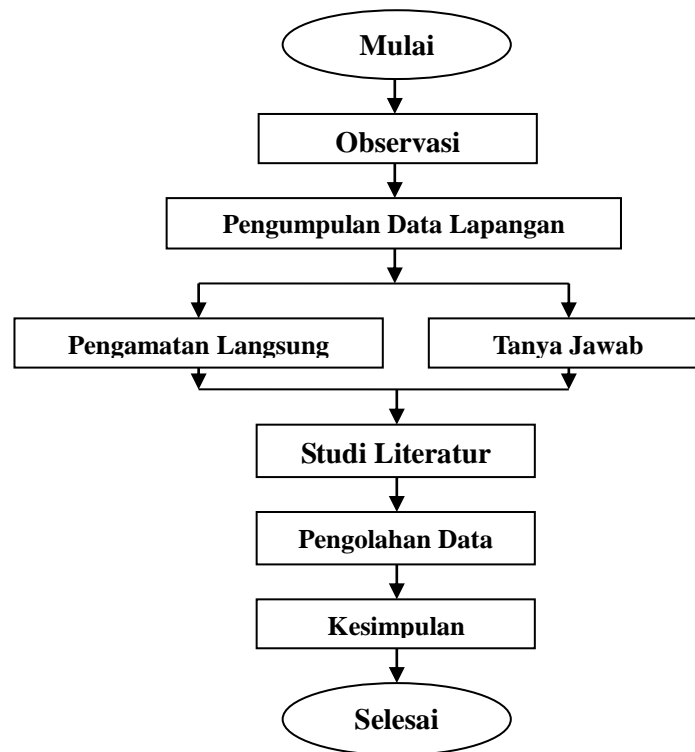 Mulai
Observasi
Pengumpulan Data Lapangan
Pengamatan Langsung
Tanya Jawab
Studi Literatur
Pengolahan Data
Kesimpulan
Selesai